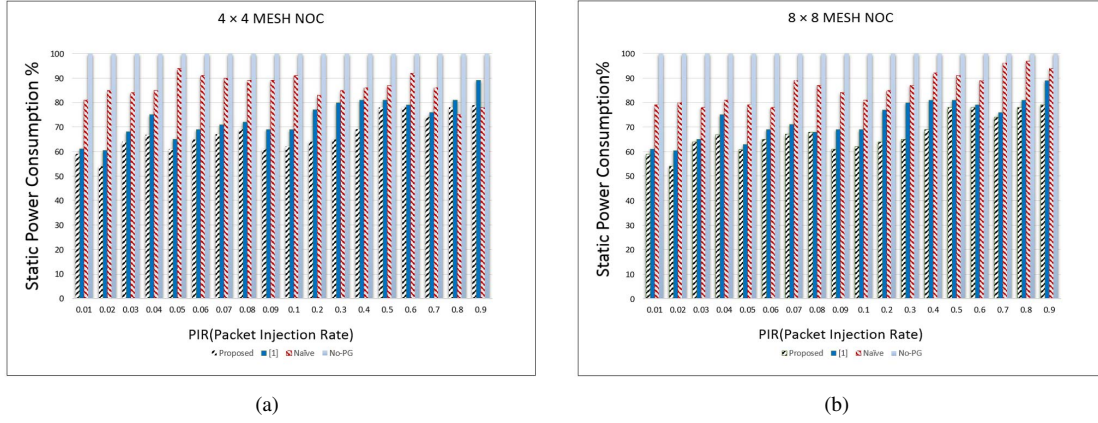 4 × 4 MESH NOC
Static Power Consumption %
100
90
80
70
60
50
40
30
20
10
0
0.01 0.02 0.03 0.04 0.05 0.06 0.07 0.08 0.09 0.1 0.2 0.3 0.4 0.5 0.6 0.7 0.8 0.9
PIR(Packet Injection Rate)
Proposed [1] Naïve No-PG
(a)
8 × 8 MESH NOC
Static Power Consumption%
100
90
80
70
60
50
40
30
20
10
0
0.01 0.02 0.03 0.04 0.05 0.06 0.07 0.08 0.09 0.1 0.2 0.3 0.4 0.5 0.6 0.7 0.8 0.9
PIR(Packet Injection Rate)
Proposed [1] Naïve No-PG
(b)